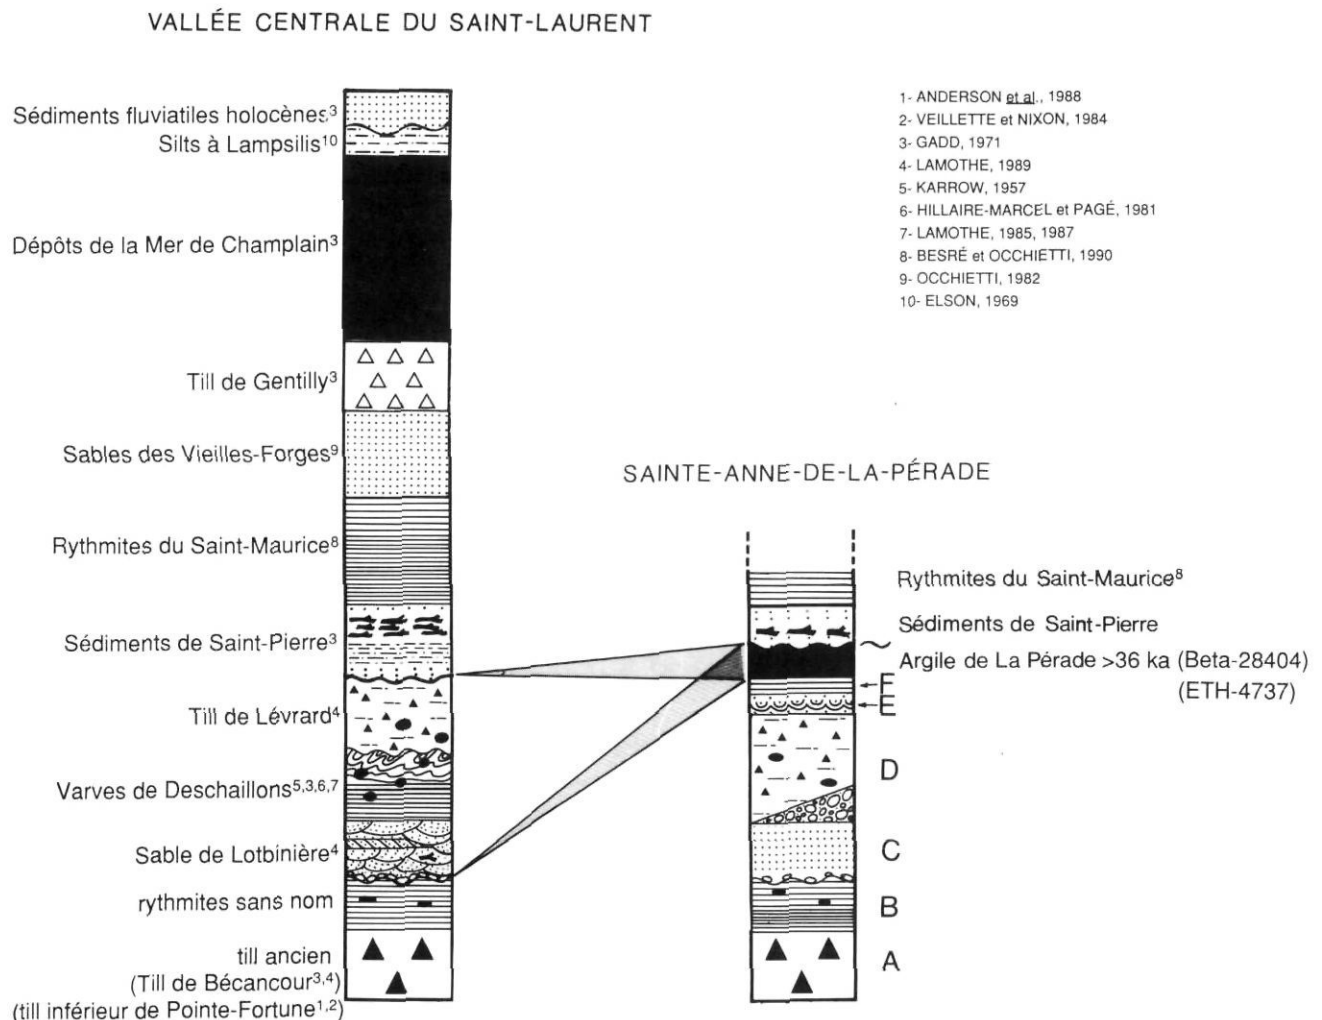 VALLÉE CENTRALE DU SAINT-LAURENT
Sédiments fluviatiles holocènes³
Silts à Lampsilis¹⁰
Dépôts de la Mer de Champlain³
Till de Gentilly³
Sables des Vieilles-Forges⁹
Rythmites du Saint-Maurice⁸
Sédiments de Saint-Pierre³
Till de Lévrard⁴
Varves de Deschaillons⁵,³,⁶,⁷
Sable de Lotbinière⁴
rythmites sans nom
till ancien
(Till de Bécancour³,⁴)
(till inférieur de Pointe-Fortune¹,²)
1- ANDERSON et al., 1988
2- VEILLETTE et NIXON, 1984
3- GADD, 1971
4- LAMOTHE, 1989
5- KARROW, 1957
6- HILLAIRE-MARCEL et PAGÉ, 1981
7- LAMOTHE, 1985, 1987
8- BESRÉ et OCCHIETTI, 1990
9- OCCHIETTI, 1982
10- ELSON, 1969
SAINTE-ANNE-DE-LA-PÉRADE
Rythmites du Saint-Maurice⁸
Sédiments de Saint-Pierre
Argile de La Pérade >36 ka (Beta-28404)
(ETH-4737)
F
E
D
C
B
A